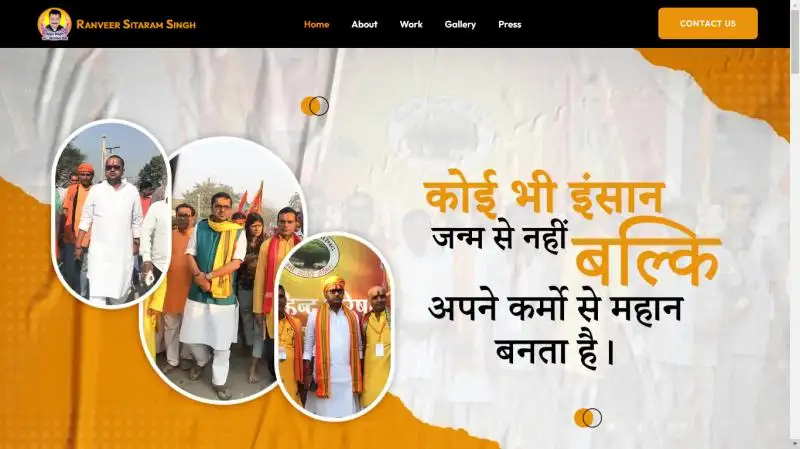 RANVEER SITARAM SINGH
Home
About
Work
Gallery
Press
CONTACT US
कोई भी इंसान
जन्म से नहीं
बल्कि
अपने कर्मो से महान
बनता है।